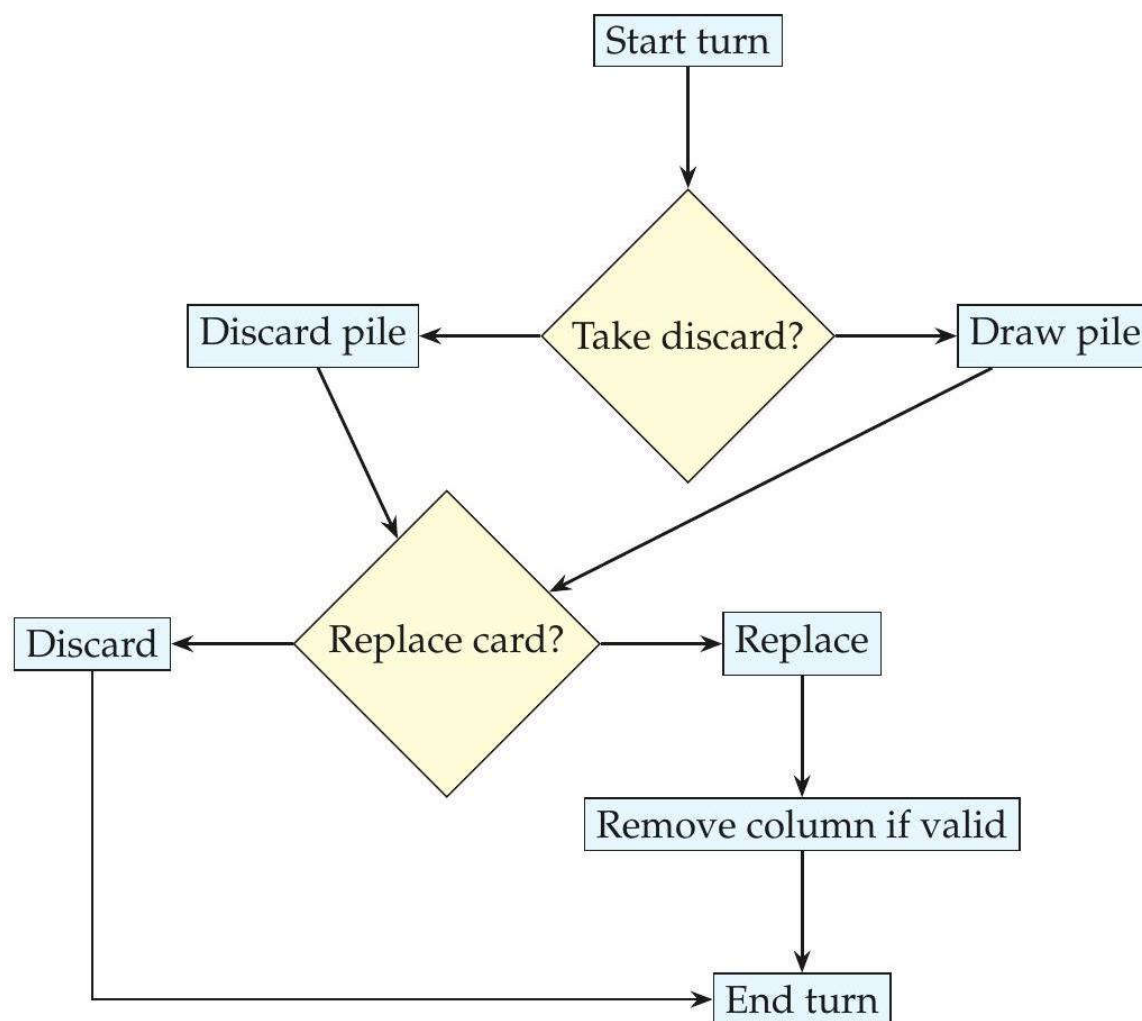 Start turn
Discard pile
Take discard?
Draw pile
Discard
Replace card?
Replace
Remove column if valid
End turn